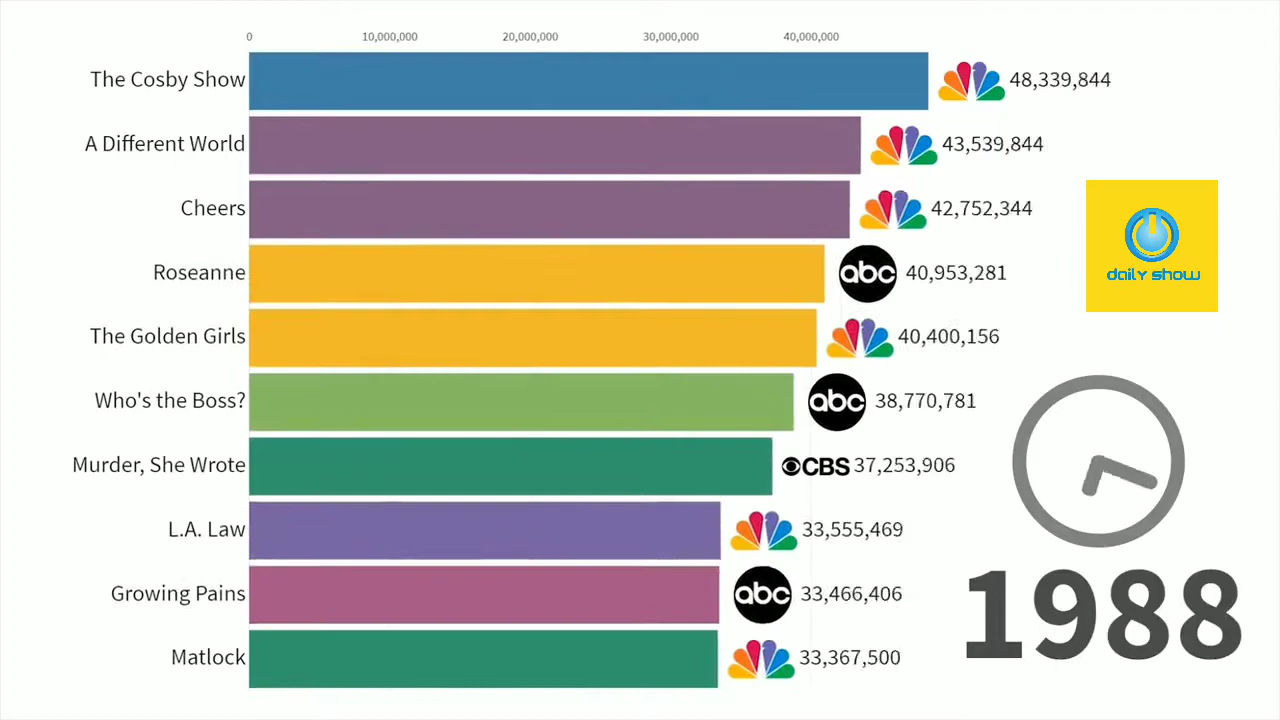 0 10,000,000 20,000,000 30,000,000 40,000,000
The Cosby Show 48,339,844
A Different World 43,539,844
Cheers 42,752,344
Roseanne abc 40,953,281
The Golden Girls 40,400,156
Who's the Boss? abc 38,770,781
Murder, She Wrote CBS 37,253,906
L.A. Law 33,555,469
Growing Pains abc 33,466,406
Matlock 33,367,500
daily show
1988